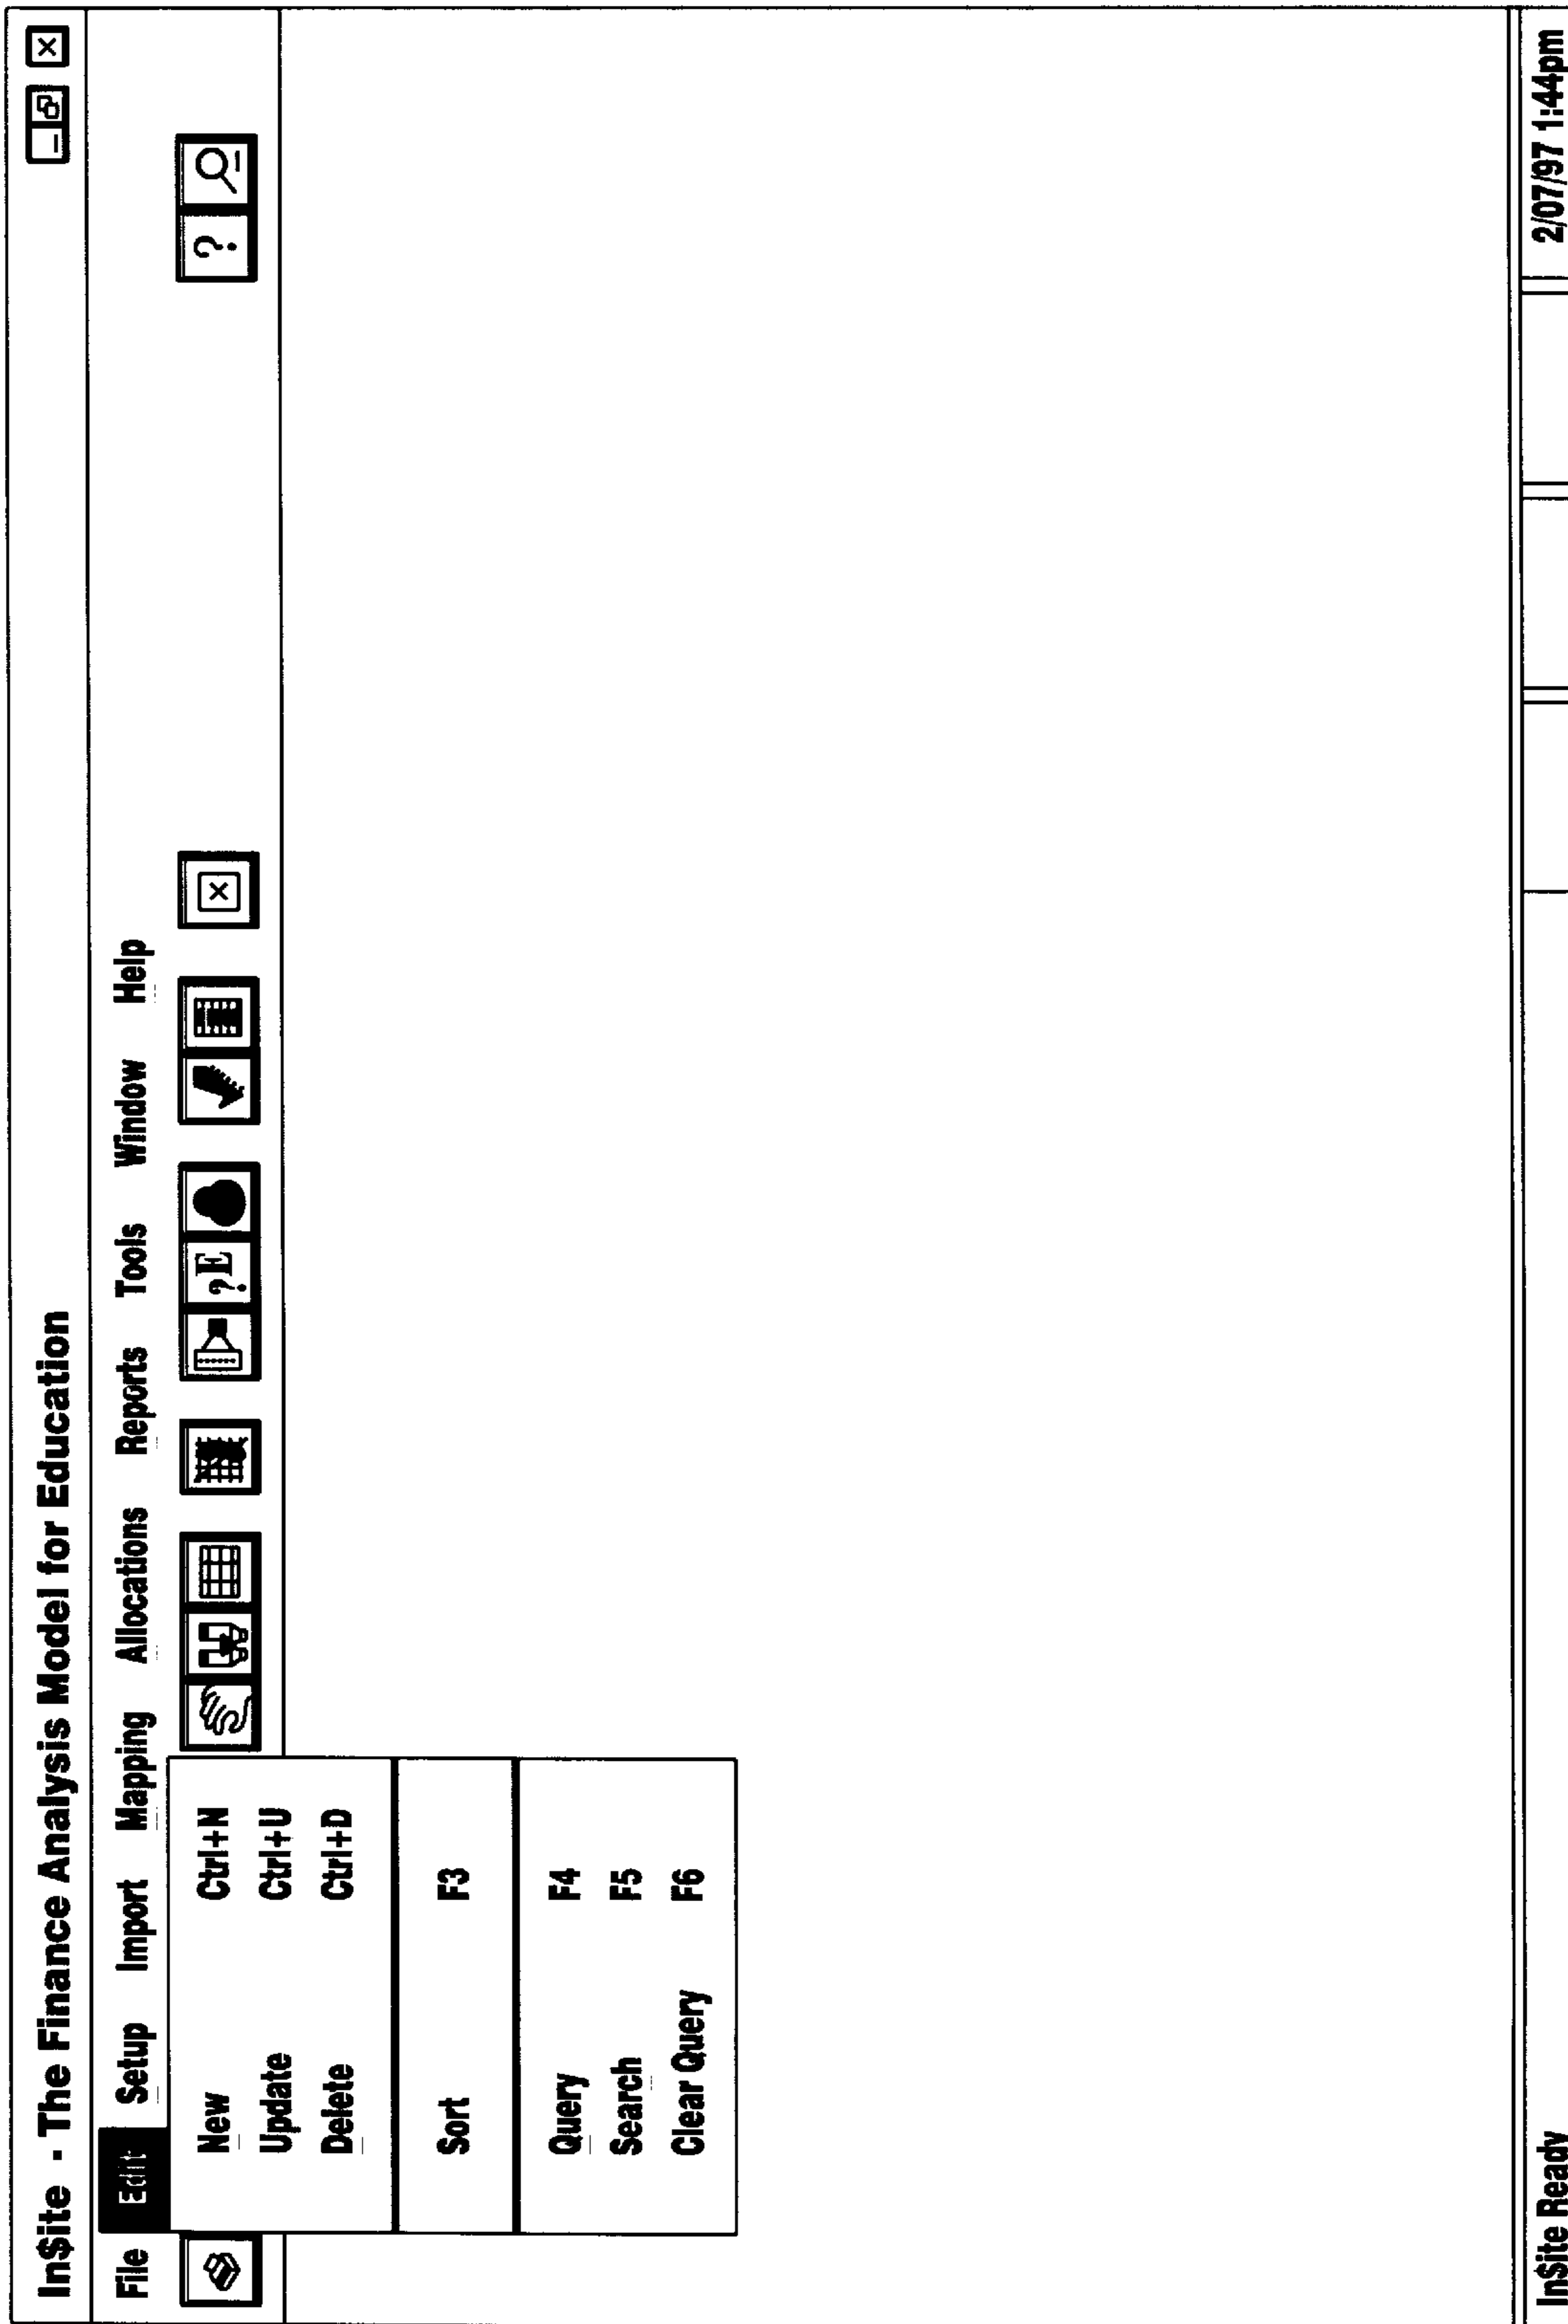 In$ite - The Finance Analysis Model for Education
File Edit Setup Import Mapping Allocations Reports Tools Window Help
?E
?
New Ctrl+N
Update Ctrl+U
Delete Ctrl+D
Sort F3
Query F4
Search F5
Clear Query F6
In$ite Ready 2/07/97 1:44pm